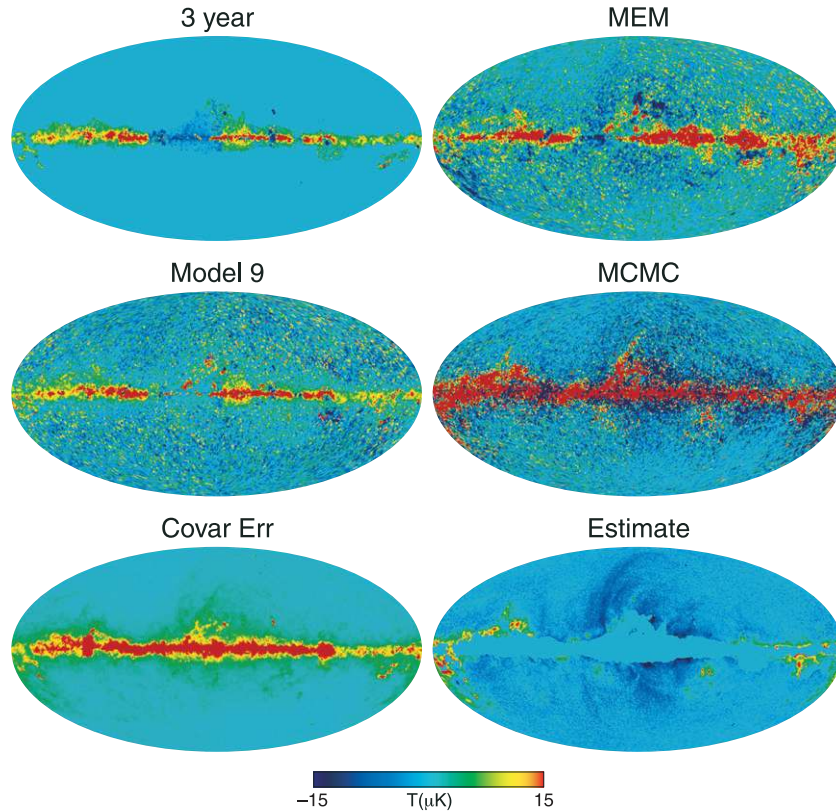 3 year
MEM
Model 9
MCMC
Covar Err
Estimate
−15 T(μK) 15